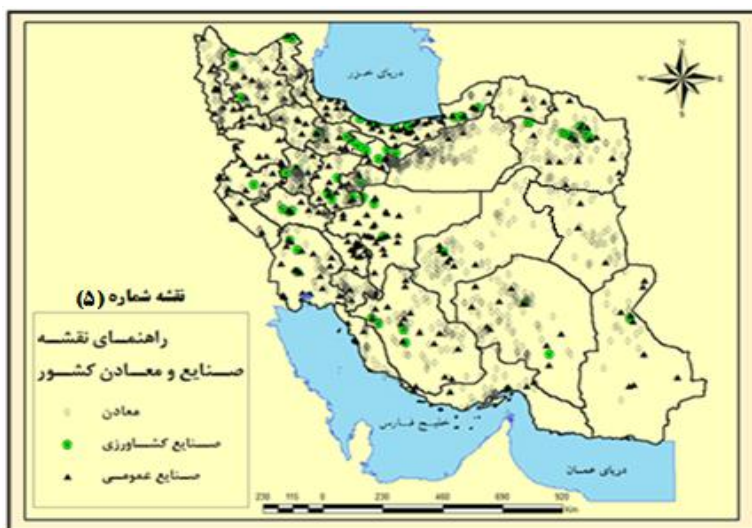 دریای خزر
N
W
E
S
نقشه شماره (۵)
راهنمای نقشه
صنایع و معادن کشور
معادن
صنایع کشاورزی
صنایع عمومی
خلیج فارس
دریای عمان
230 115 0 230 460 690 920
Km